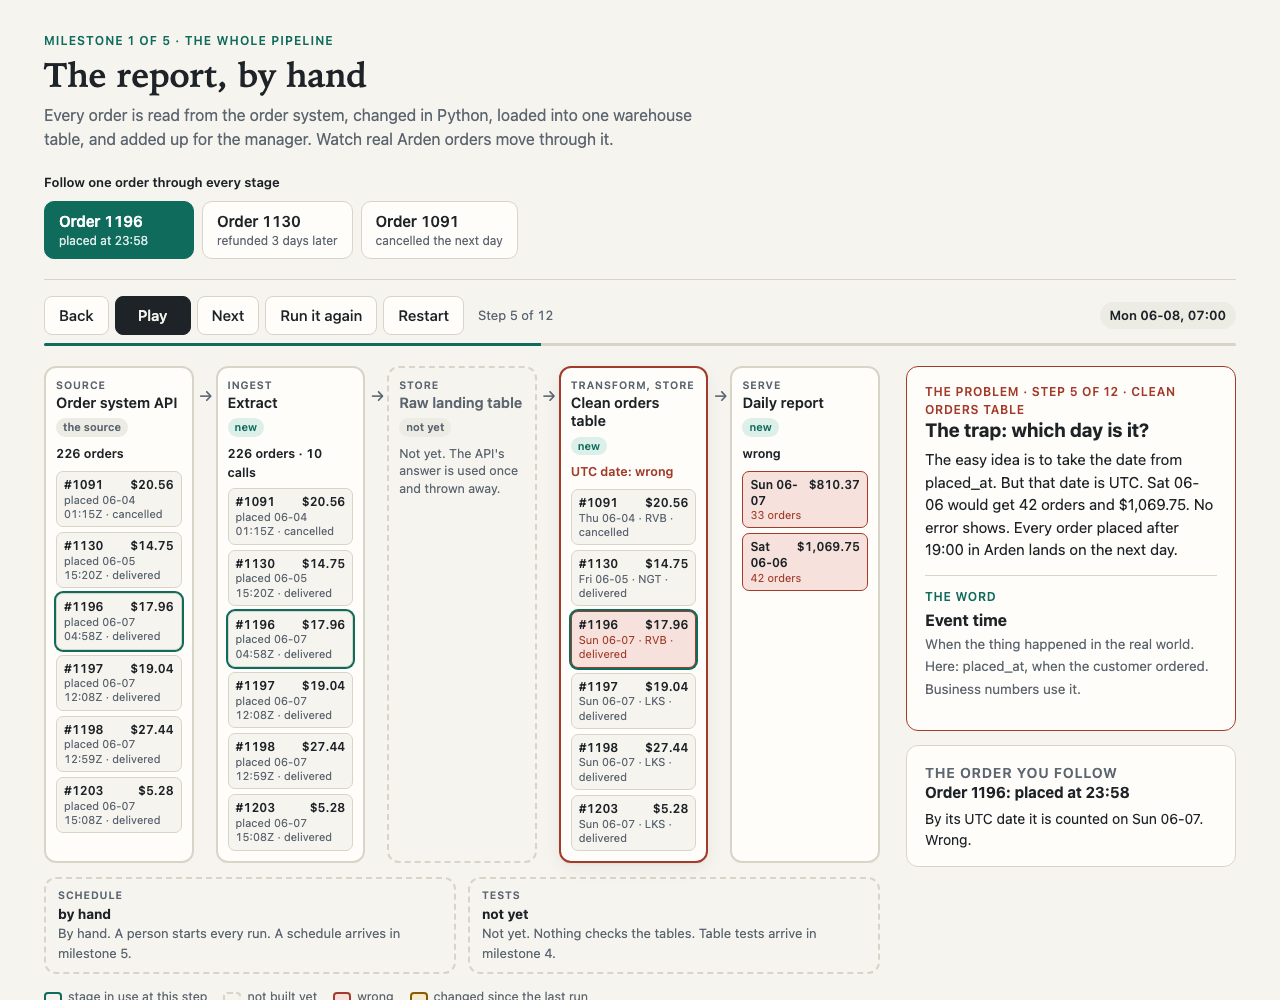 MILESTONE 1 OF 5 · THE WHOLE PIPELINE
The report, by hand
Every order is read from the order system, changed in Python, loaded into one warehouse
table, and added up for the manager. Watch real Arden orders move through it.
Follow one order through every stage
Order 1196
placed at 23:58
Order 1130
refunded 3 days later
Order 1091
cancelled the next day
Back
Play
Next
Run it again
Restart
Step 5 of 12
Mon 06-08, 07:00
SOURCE
Order system API
the source
226 orders
#1091 $20.56
placed 06-04
01:15Z · cancelled
#1130 $14.75
placed 06-05
15:20Z · delivered
#1196 $17.96
placed 06-07
04:58Z · delivered
#1197 $19.04
placed 06-07
12:08Z · delivered
#1198 $27.44
placed 06-07
12:59Z · delivered
#1203 $5.28
placed 06-07
15:08Z · delivered
→
INGEST
Extract
new
226 orders · 10
calls
#1091 $20.56
placed 06-04
01:15Z · cancelled
#1130 $14.75
placed 06-05
15:20Z · delivered
#1196 $17.96
placed 06-07
04:58Z · delivered
#1197 $19.04
placed 06-07
12:08Z · delivered
#1198 $27.44
placed 06-07
12:59Z · delivered
#1203 $5.28
placed 06-07
15:08Z · delivered
→
STORE
Raw landing table
not yet
Not yet. The API's
answer is used once
and thrown away.
→
TRANSFORM, STORE
Clean orders
table
new
UTC date: wrong
#1091 $20.56
Thu 06-04 · RVB ·
cancelled
#1130 $14.75
Fri 06-05 · NGT ·
delivered
#1196 $17.96
Sun 06-07 · RVB ·
delivered
#1197 $19.04
Sun 06-07 · LKS ·
delivered
#1198 $27.44
Sun 06-07 · LKS ·
delivered
#1203 $5.28
Sun 06-07 · LKS ·
delivered
→
SERVE
Daily report
new
wrong
Sun 06- $810.37
07
33 orders
Sat $1,069.75
06-06
42 orders
THE PROBLEM · STEP 5 OF 12 · CLEAN
ORDERS TABLE
The trap: which day is it?
The easy idea is to take the date from
placed_at. But that date is UTC. Sat 06-
06 would get 42 orders and $1,069.75. No
error shows. Every order placed after
19:00 in Arden lands on the next day.
THE WORD
Event time
When the thing happened in the real world.
Here: placed_at, when the customer ordered.
Business numbers use it.
THE ORDER YOU FOLLOW
Order 1196: placed at 23:58
By its UTC date it is counted on Sun 06-07.
Wrong.
SCHEDULE
by hand
By hand. A person starts every run. A schedule arrives in
milestone 5.
TESTS
not yet
Not yet. Nothing checks the tables. Table tests arrive in
milestone 4.
stage in use at this step
not built yet
wrong
changed since the last run